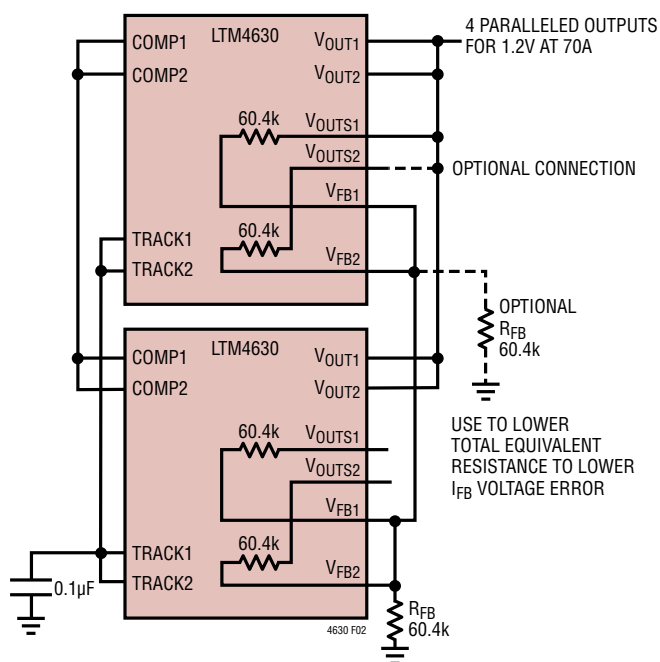 4 PARALLELED OUTPUTS
FOR 1.2V AT 70A
LTM4630
COMP1
COMP2
VOUT1
VOUT2
60.4k
VOUTS1
VOUTS2
OPTIONAL CONNECTION
VFB1
60.4k
TRACK1
TRACK2
VFB2
OPTIONAL
RFB
60.4k
LTM4630
COMP1
COMP2
VOUT1
VOUT2
USE TO LOWER
TOTAL EQUIVALENT
RESISTANCE TO LOWER
IFB VOLTAGE ERROR
60.4k
VOUTS1
VOUTS2
VFB1
60.4k
TRACK1
TRACK2
VFB2
0.1µF
RFB
60.4k
4630 F02